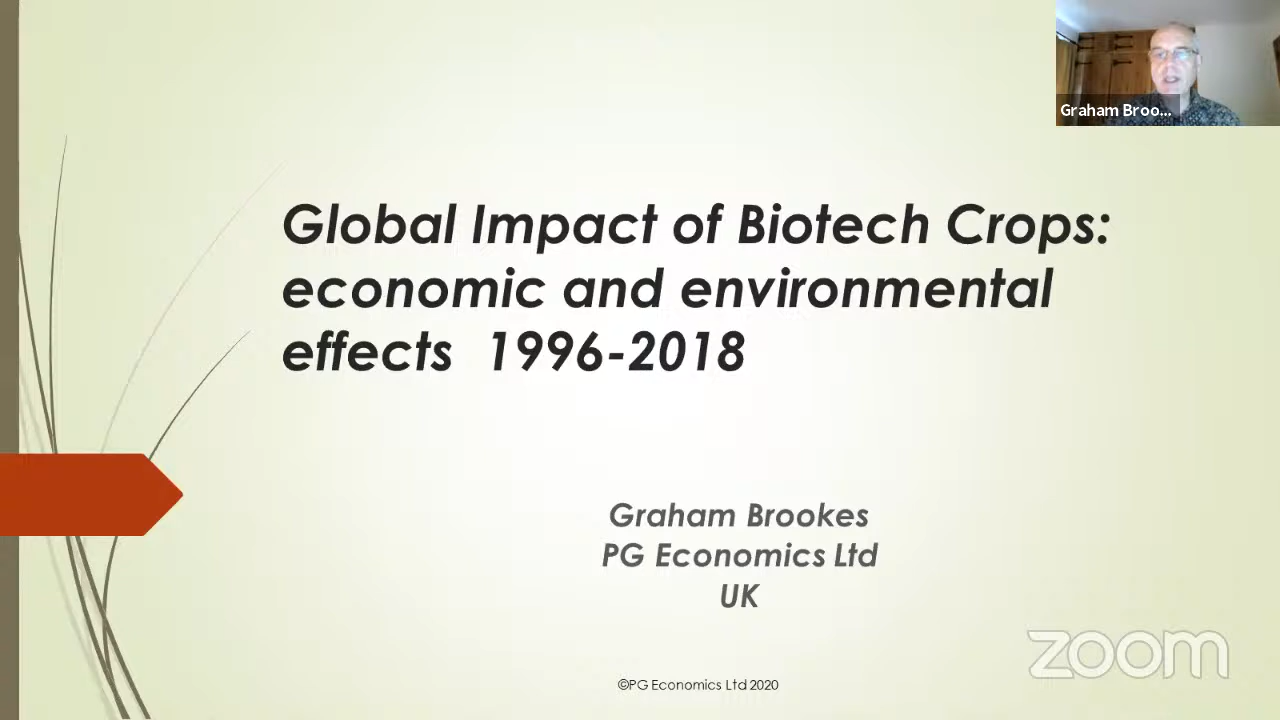 Graham Broo...
Global Impact of Biotech Crops:
economic and environmental
effects 1996-2018
Graham Brookes
PG Economics Ltd
UK
zoom
©PG Economics Ltd 2020